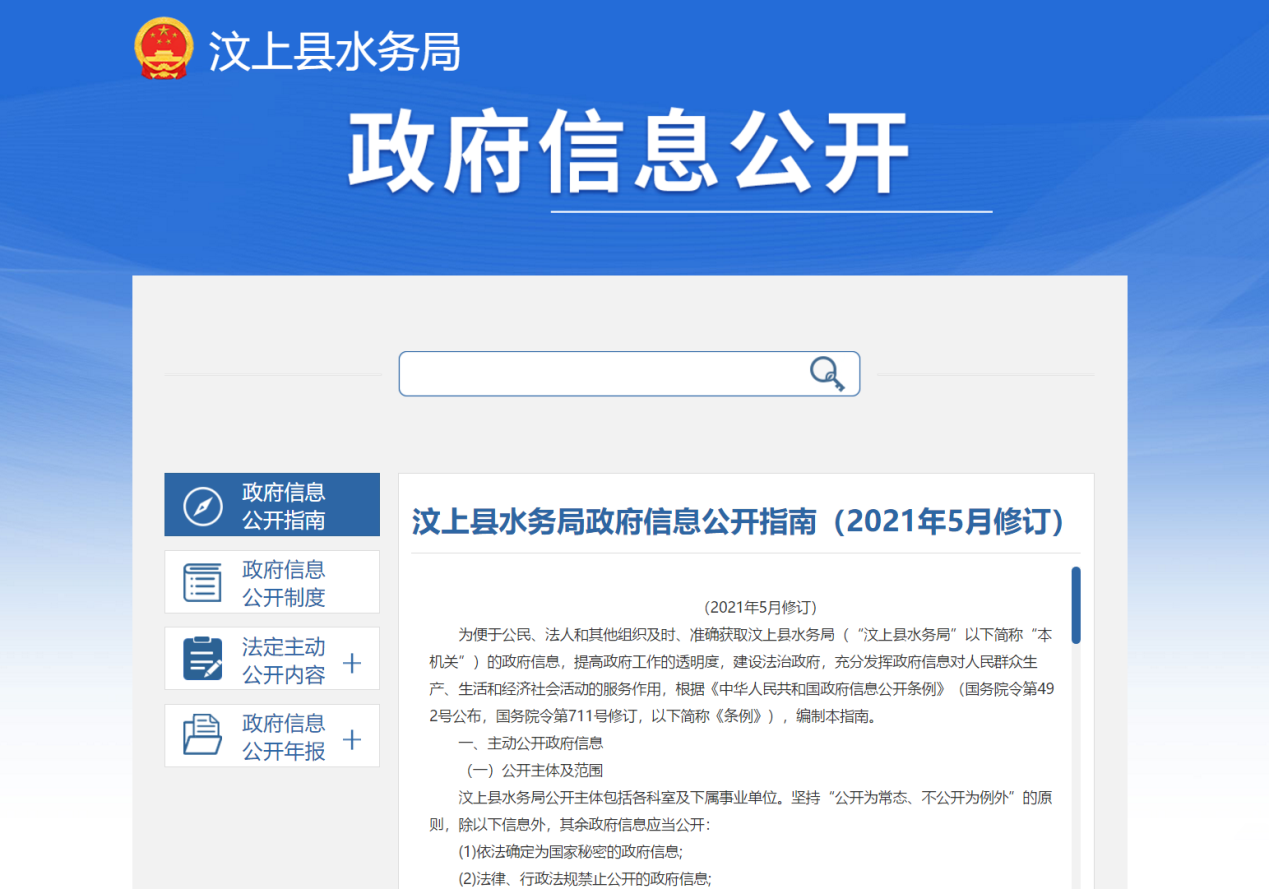 汶上县水务局
政府信息公开
政府信息
公开指南
政府信息
公开制度
法定主动
公开内容
政府信息
公开年报
汶上县水务局政府信息公开指南（2021年5月修订）
（2021年5月修订）
为便于公民、法人和其他组织及时、准确获取汶上县水务局（“汶上县水务局”以下简称“本
机关”）的政府信息，提高政府工作的透明度，建设法治政府，充分发挥政府信息对人民群众生
产、生活和经济社会活动的服务作用，根据《中华人民共和国政府信息公开条例》（国务院令第49
2号公布，国务院令第711号修订，以下简称《条例》），编制本指南。
一、主动公开政府信息
（一）公开主体及范围
汶上县水务局公开主体包括各科室及下属事业单位。坚持“公开为常态、不公开为例外”的原
则，除以下信息外，其余政府信息应当公开：
(1)依法确定为国家秘密的政府信息;
(2)法律、行政法规禁止公开的政府信息;